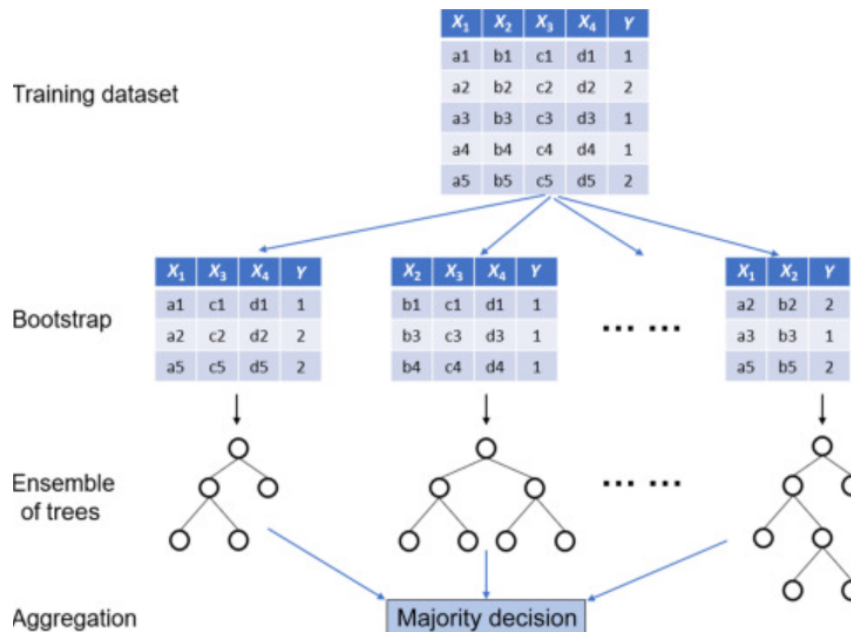 X1 X2 X3 X4 Y
a1 b1 c1 d1 1
Training dataset
a2 b2 c2 d2 2
a3 b3 c3 d3 1
a4 b4 c4 d4 1
a5 b5 c5 d5 2
X1 X3 X4 Y
a1 c1 d1 1
a2 c2 d2 2
a5 c5 d5 2
X2 X3 X4 Y
b1 c1 d1 1
b3 c3 d3 1
b4 c4 d4 1
X1 X2 Y
a2 b2 2
a3 b3 1
a5 b5 2
Bootstrap
... ...
Ensemble
of trees
... ...
Aggregation
Majority decision